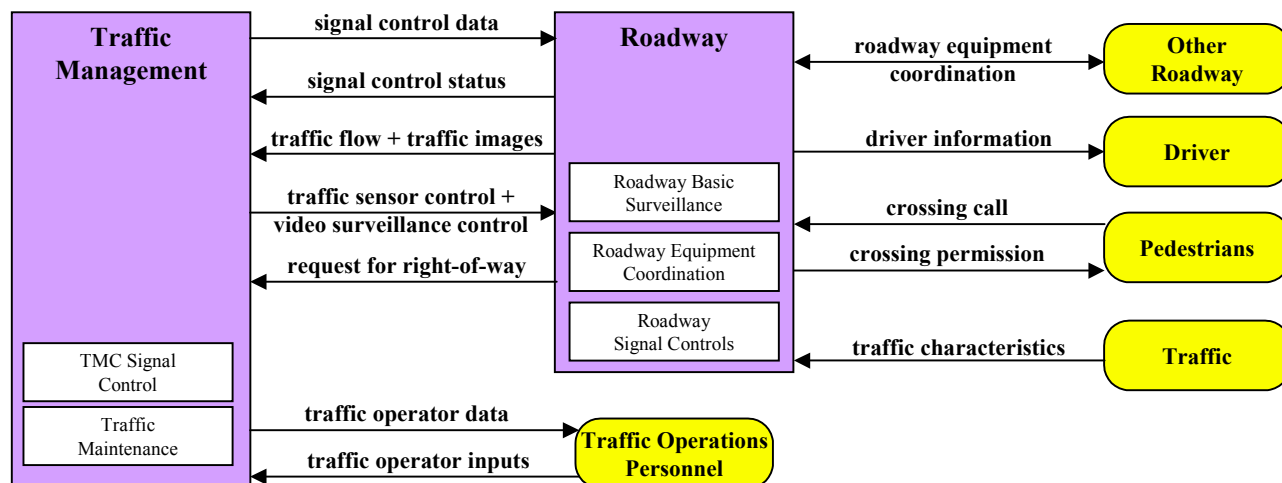 Traffic
Management
signal control data
signal control status
traffic flow + traffic images
traffic sensor control +
video surveillance control
request for right-of-way
TMC Signal
Control
Traffic
Maintenance
traffic operator data
traffic operator inputs
Traffic Operations
Personnel
Roadway
Roadway Basic
Surveillance
Roadway Equipment
Coordination
Roadway
Signal Controls
roadway equipment
coordination
driver information
crossing call
crossing permission
traffic characteristics
Other
Roadway
Driver
Pedestrians
Traffic